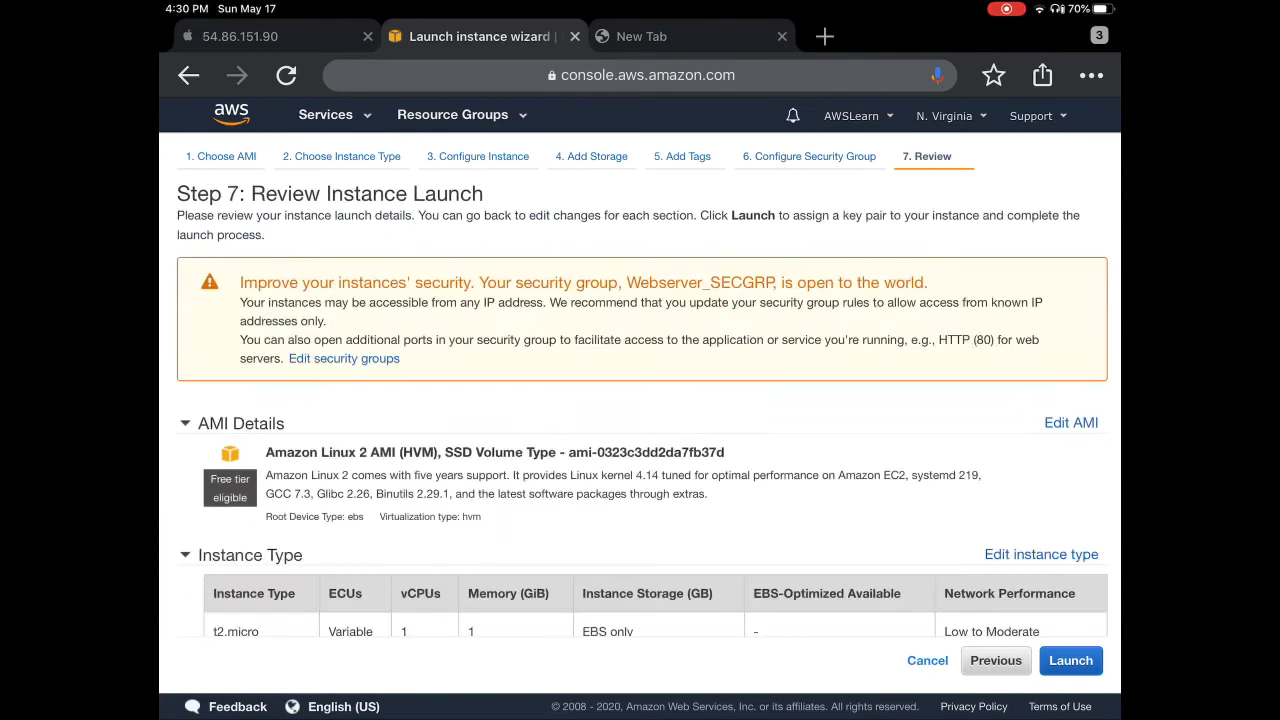 4:30 PM Sun May 17
70%
54.86.151.90
Launch instance wizard |
New Tab
3
console.aws.amazon.com
aws
Services
Resource Groups
AWSLearn
N. Virginia
Support
1. Choose AMI
2. Choose Instance Type
3. Configure Instance
4. Add Storage
5. Add Tags
6. Configure Security Group
7. Review
Step 7: Review Instance Launch
Please review your instance launch details. You can go back to edit changes for each section. Click Launch to assign a key pair to your instance and complete the
launch process.
Improve your instances' security. Your security group, Webserver_SECGRP, is open to the world.
Your instances may be accessible from any IP address. We recommend that you update your security group rules to allow access from known IP
addresses only.
You can also open additional ports in your security group to facilitate access to the application or service you're running, e.g., HTTP (80) for web
servers. Edit security groups
AMI Details
Edit AMI
Amazon Linux 2 AMI (HVM), SSD Volume Type - ami-0323c3dd2da7fb37d
Free tier
eligible
Amazon Linux 2 comes with five years support. It provides Linux kernel 4.14 tuned for optimal performance on Amazon EC2, systemd 219,
GCC 7.3, Glibc 2.26, Binutils 2.29.1, and the latest software packages through extras.
Root Device Type: ebs Virtualization type: hvm
Instance Type
Edit instance type
Instance Type ECUs vCPUs Memory (GiB) Instance Storage (GB) EBS-Optimized Available Network Performance
t2.micro Variable 1 1 EBS only - Low to Moderate
Cancel
Previous
Launch
Feedback
English (US)
© 2008 - 2020, Amazon Web Services, Inc. or its affiliates. All rights reserved.
Privacy Policy
Terms of Use